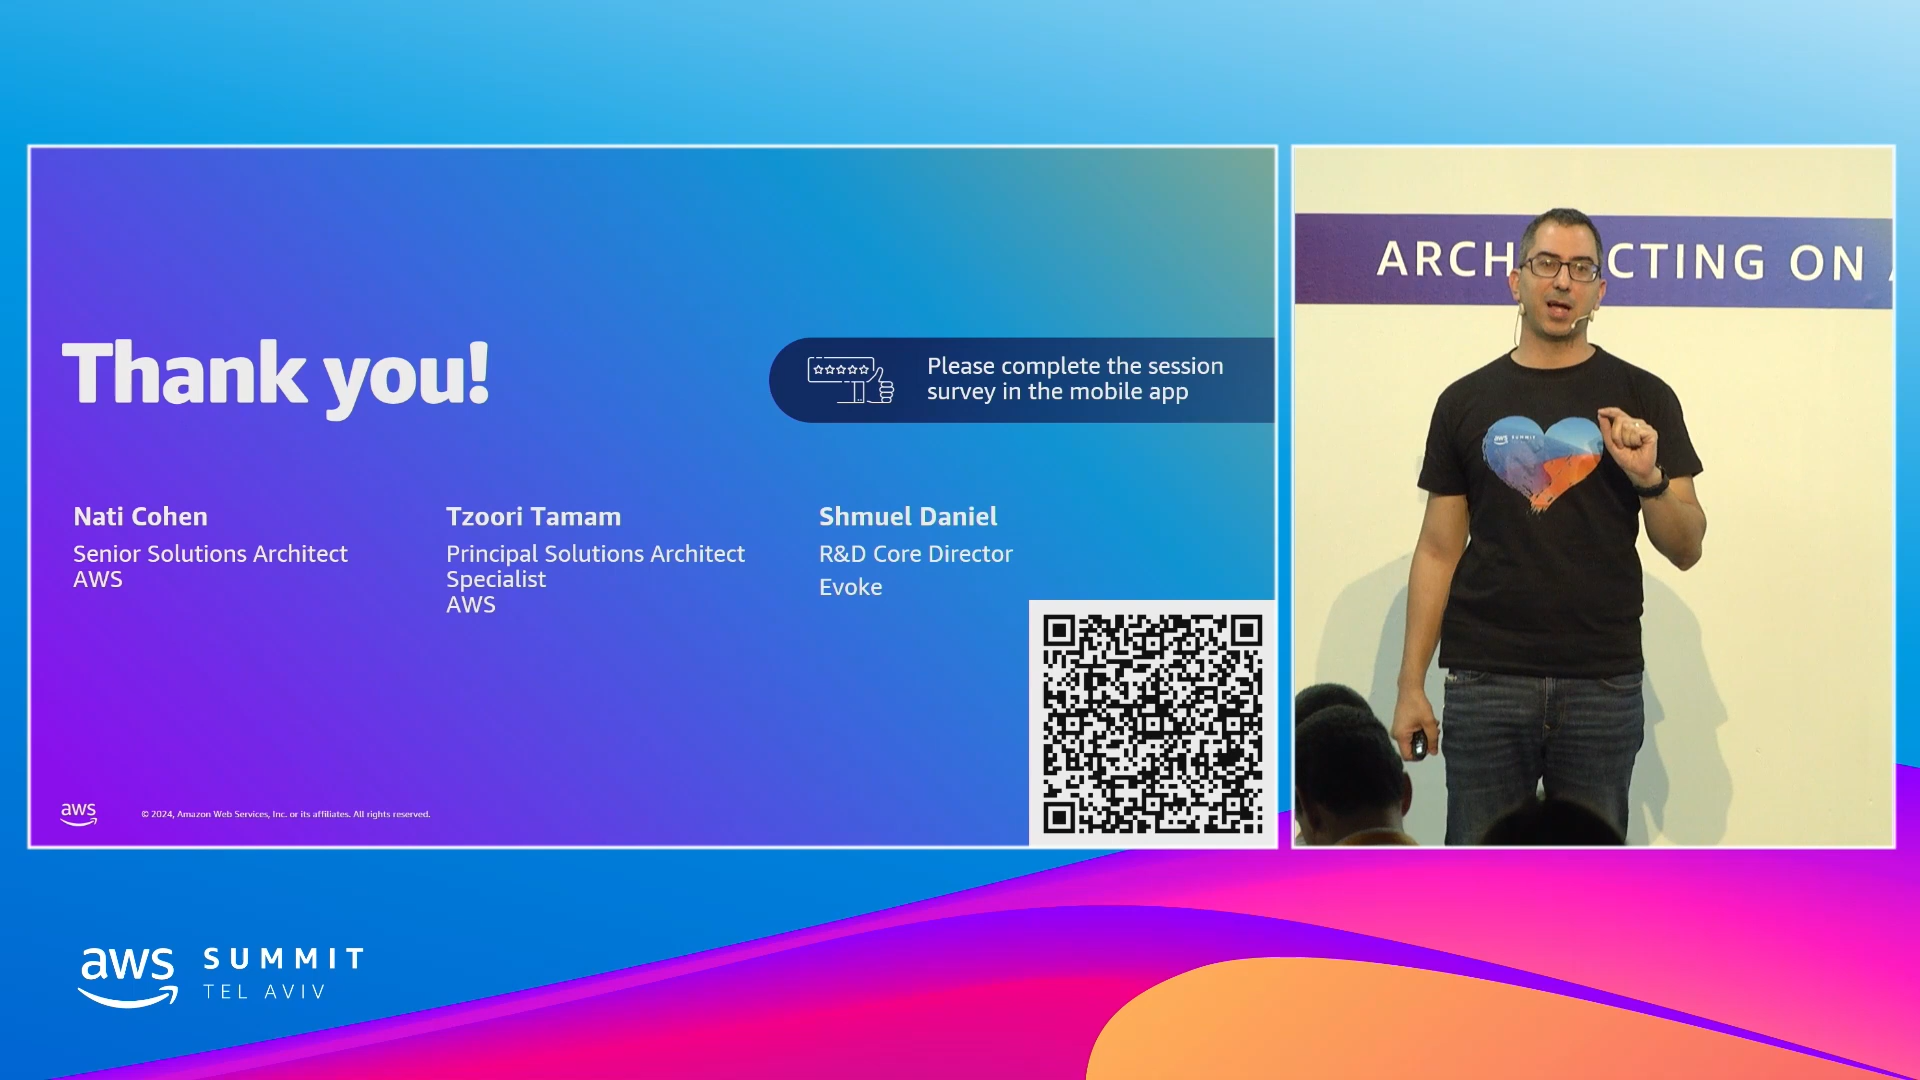 Thank you!
Please complete the session
survey in the mobile app
Nati Cohen
Senior Solutions Architect
AWS
Tzoori Tamam
Principal Solutions Architect
Specialist
AWS
Shmuel Daniel
R&D Core Director
Evoke
aws
© 2024, Amazon Web Services, Inc. or its affiliates. All rights reserved.
ARCH CTING ON
aws SUMMIT
aws SUMMIT
TEL AVIV